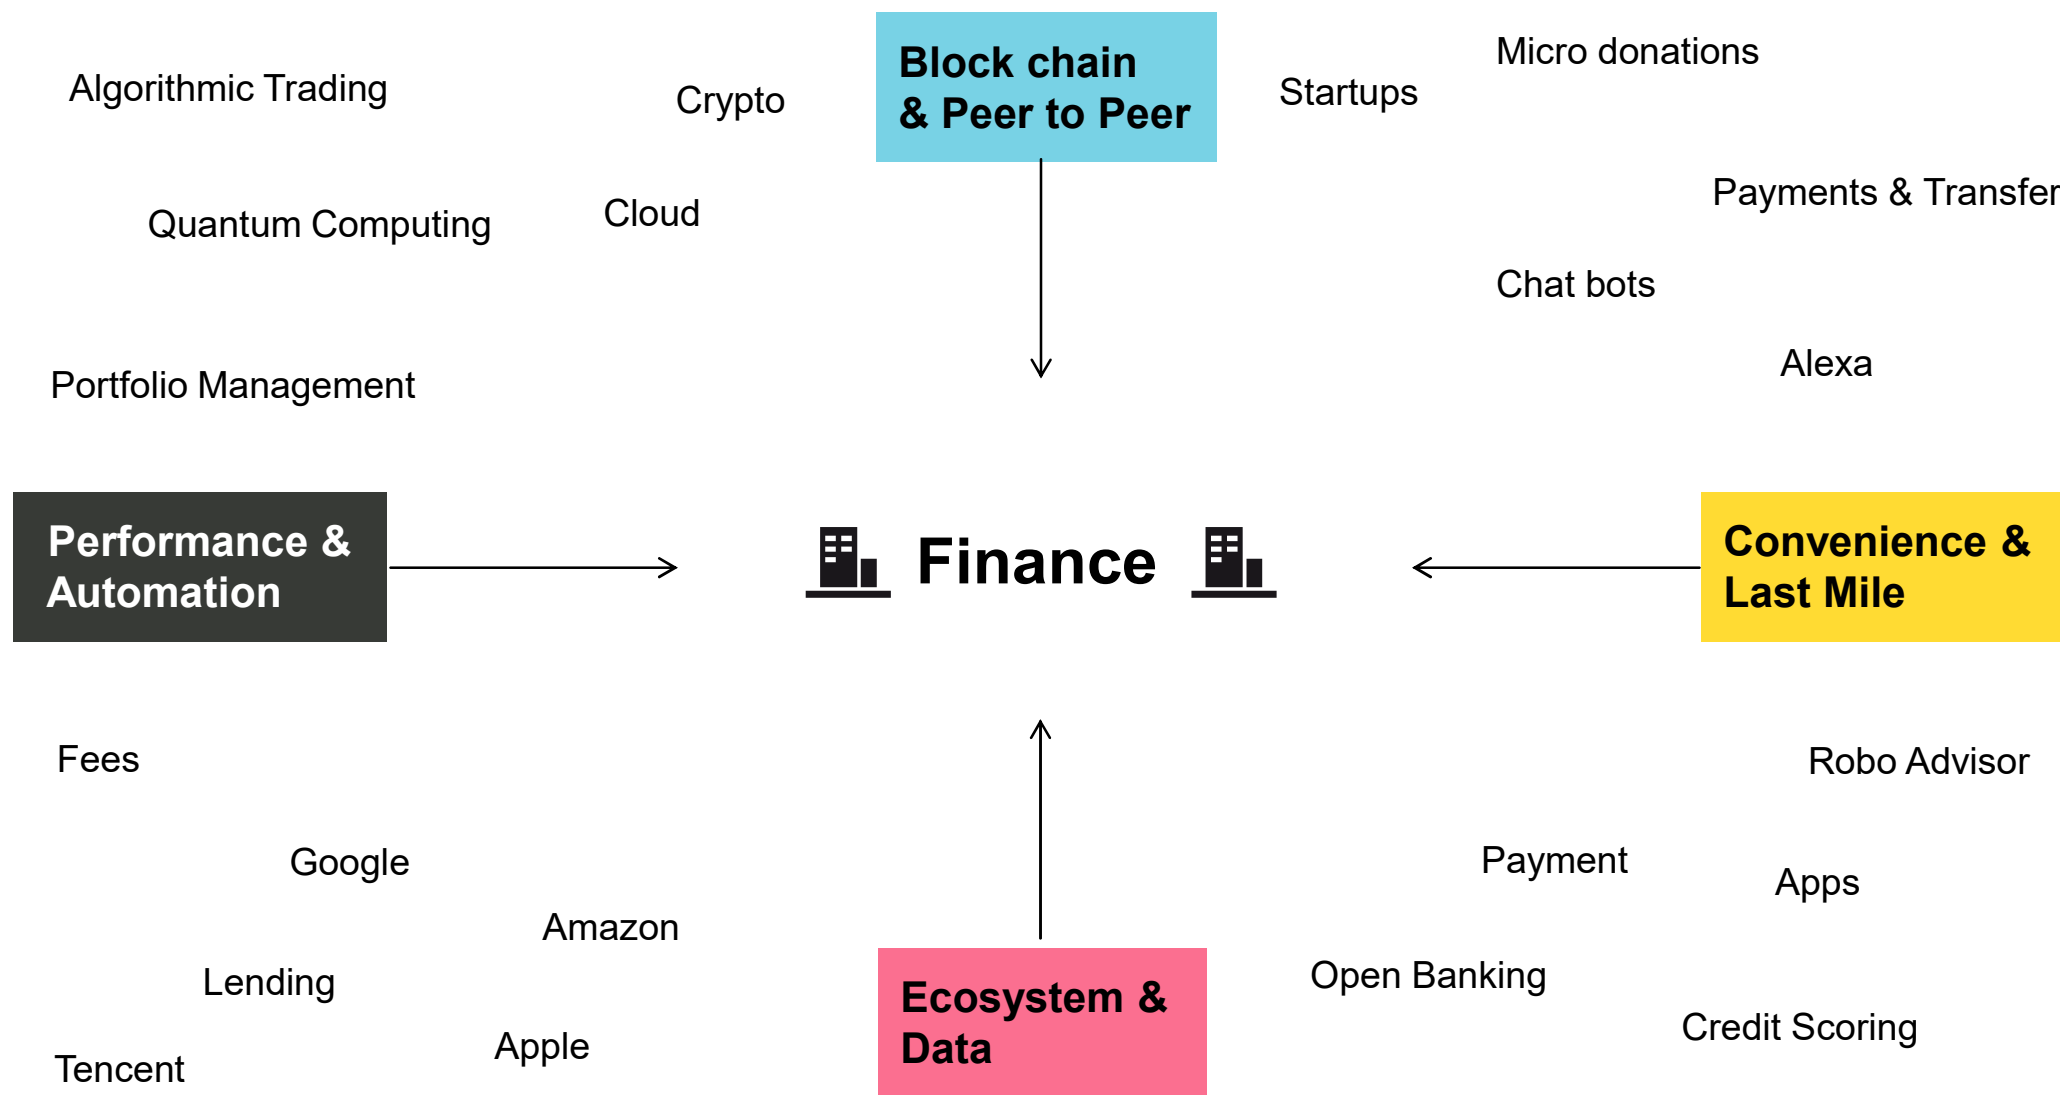 Block chain
& Peer to Peer
Micro donations
Algorithmic Trading
Crypto
Startups
Payments & Transfer
Quantum Computing
Cloud
Chat bots
Alexa
Portfolio Management
Performance &
Automation
Finance
Convenience &
Last Mile
Fees
Robo Advisor
Google
Payment
Apps
Amazon
Lending
Open Banking
Ecosystem &
Data
Credit Scoring
Apple
Tencent